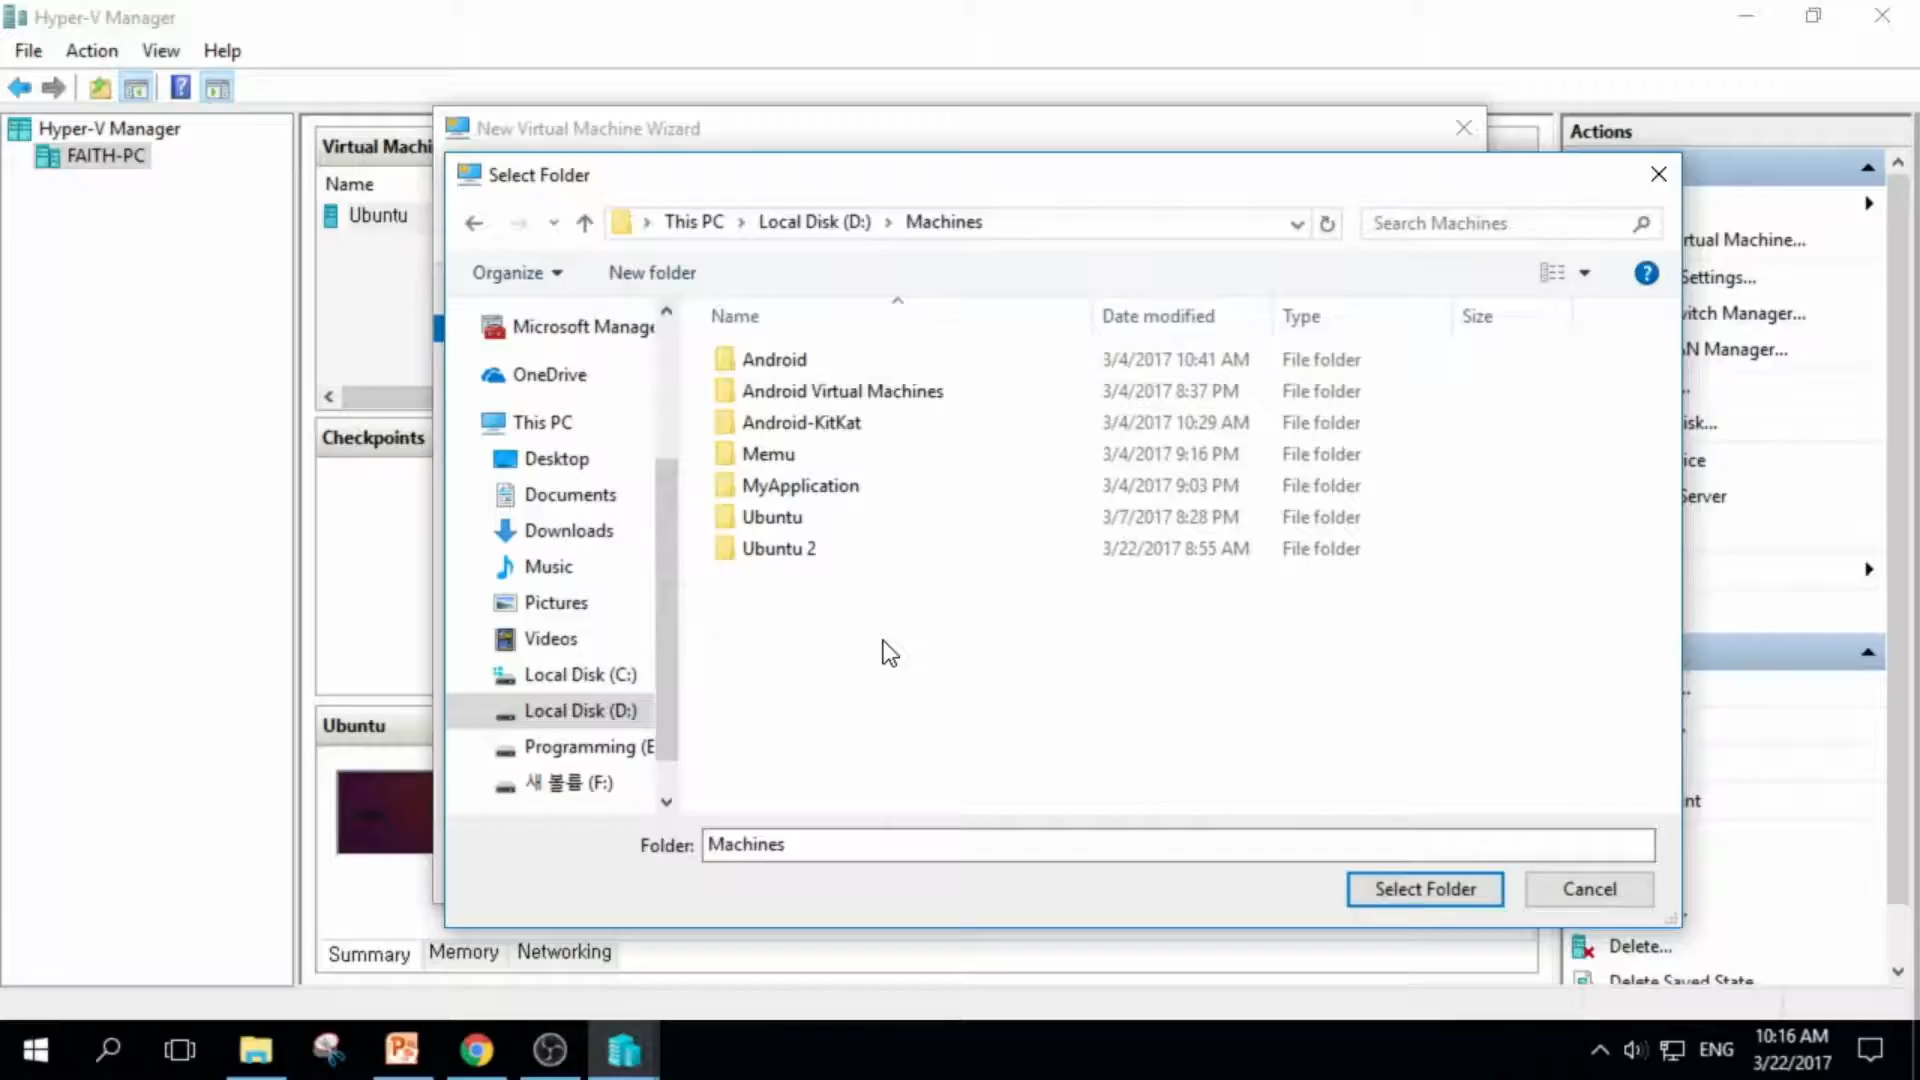 Hyper-V Manager
File Action View Help
Hyper-V Manager
FAITH-PC
Virtual Machi
Name
Ubuntu
Checkpoints
Ubuntu
Summary Memory Networking
New Virtual Machine Wizard
Select Folder
This PC › Local Disk (D:) › Machines
Search Machines
Organize New folder
Microsoft Manage
OneDrive
This PC
Desktop
Documents
Downloads
Music
Pictures
Videos
Local Disk (C:)
Local Disk (D:)
Programming (E
새 볼륨 (F:)
Name Date modified Type Size
Android 3/4/2017 10:41 AM File folder
Android Virtual Machines 3/4/2017 8:37 PM File folder
Android-KitKat 3/4/2017 10:29 AM File folder
Memu 3/4/2017 9:16 PM File folder
MyApplication 3/4/2017 9:03 PM File folder
Ubuntu 3/7/2017 8:28 PM File folder
Ubuntu 2 3/22/2017 8:55 AM File folder
Folder: Machines
Select Folder Cancel
Actions
rtual Machine...
Settings...
itch Manager...
N Manager...
isk...
ice
Server
nt
Delete...
Delete Saved State
ENG
10:16 AM
3/22/2017